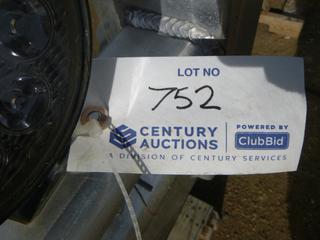 LOT NO
752
CENTURY AUCTIONS
POWERED BY
ClubBid
A DIVISION OF CENTURY SERVICES